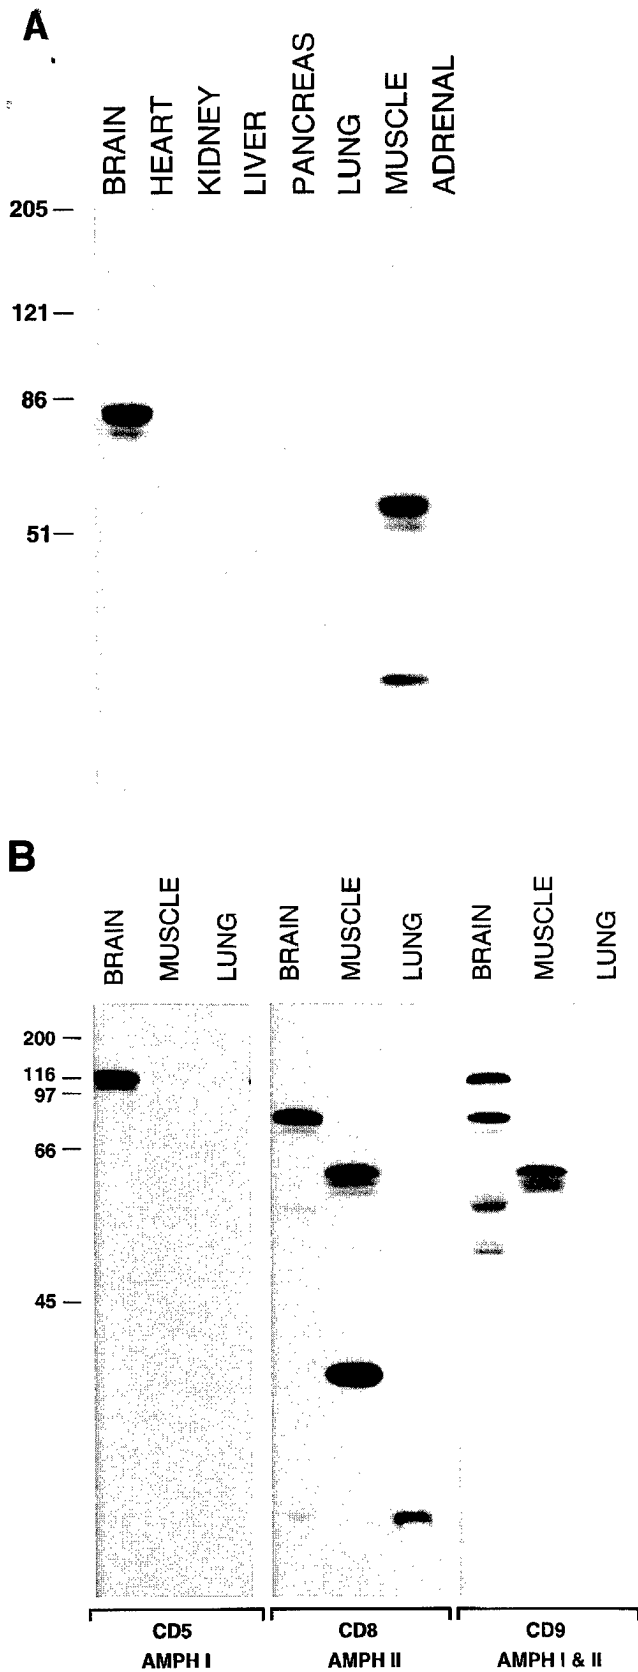 A
BRAIN
HEART
KIDNEY
LIVER
PANCREAS
LUNG
MUSCLE
ADRENAL
205
121
86
51
B
BRAIN
MUSCLE
LUNG
BRAIN
MUSCLE
LUNG
BRAIN
MUSCLE
LUNG
200
116
97
66
45
CD5
AMPH I
CD8
AMPH II
CD9
AMPH I & II